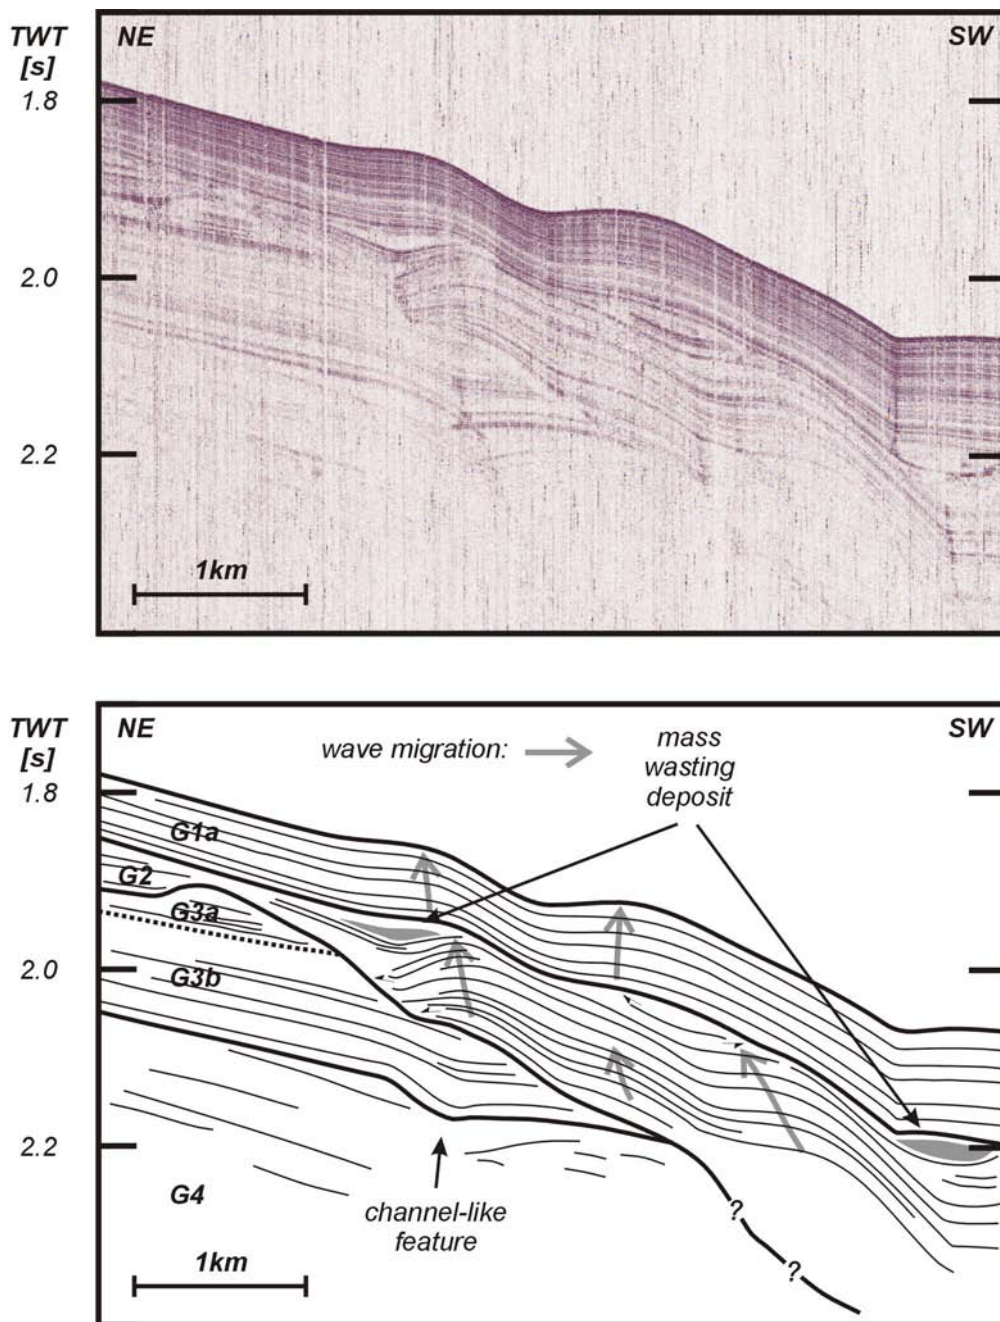 TWT
[s]
NE
SW
1.8
2.0
2.2
1km
TWT
[s]
NE
SW
wave migration:
mass
wasting
deposit
1.8
G1a
G2
G3a
2.0
G3b
2.2
G4
channel-like
feature
?
?
1km